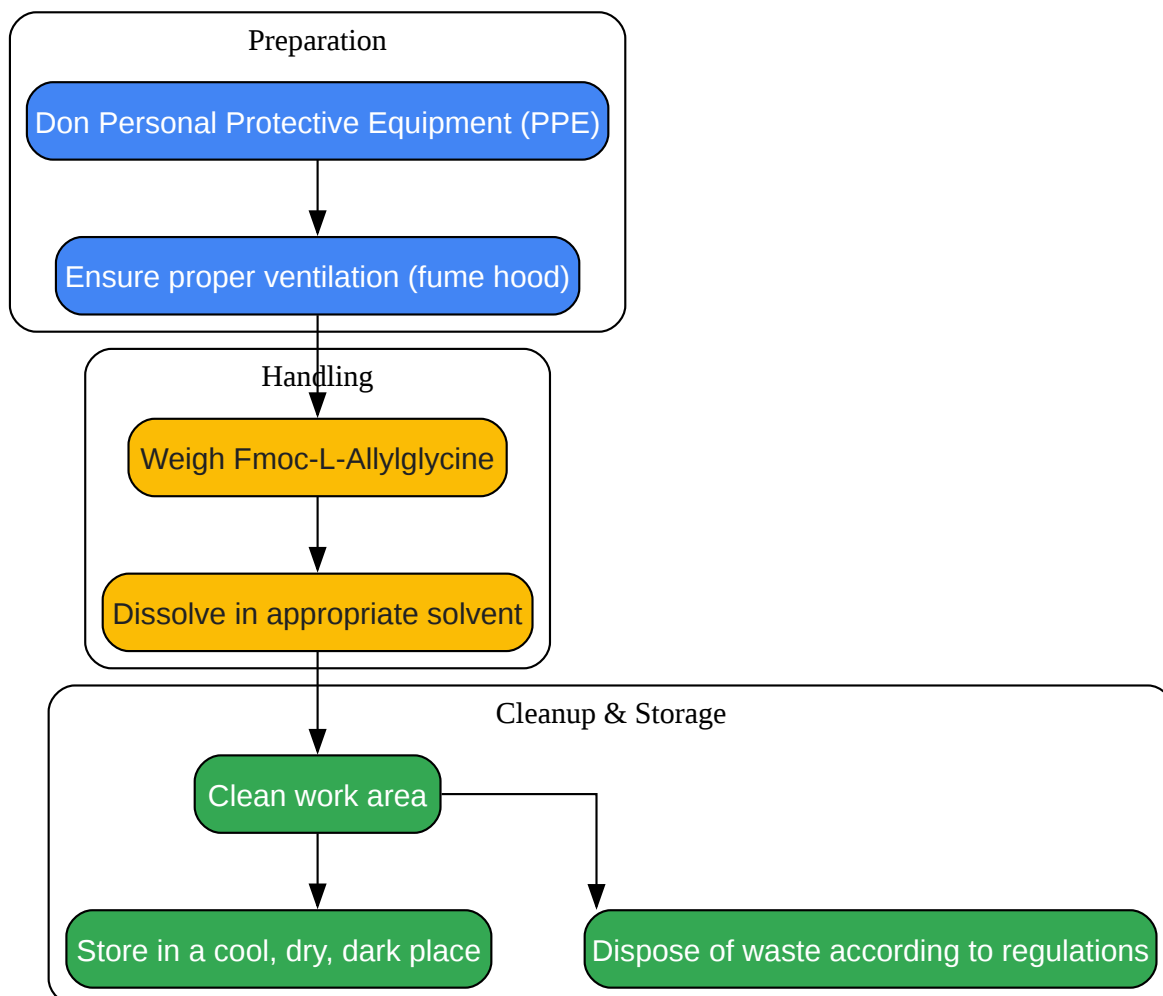 Preparation
Don Personal Protective Equipment (PPE)
Ensure proper ventilation (fume hood)
Handling
Weigh Fmoc-L-Allylglycine
Dissolve in appropriate solvent
Cleanup & Storage
Clean work area
Store in a cool, dry, dark place
Dispose of waste according to regulations